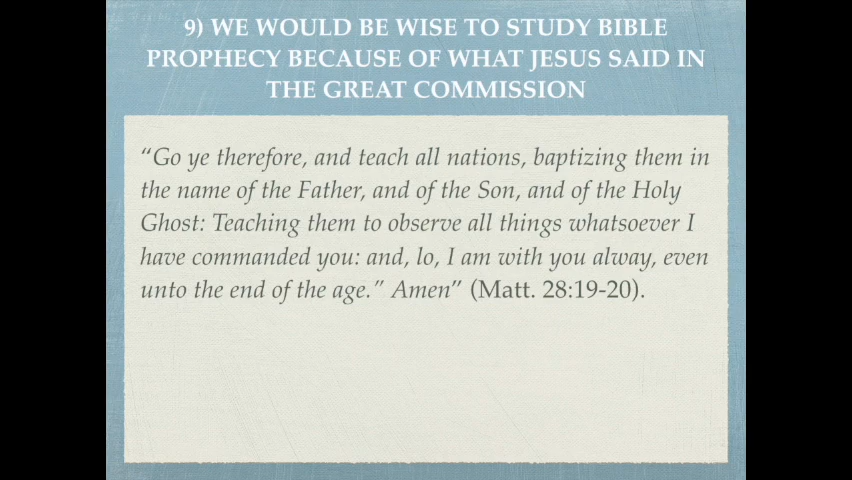 9) WE WOULD BE WISE TO STUDY BIBLE
PROPHECY BECAUSE OF WHAT JESUS SAID IN
THE GREAT COMMISSION
“Go ye therefore, and teach all nations, baptizing them in
the name of the Father, and of the Son, and of the Holy
Ghost: Teaching them to observe all things whatsoever I
have commanded you: and, lo, I am with you alway, even
unto the end of the age.” Amen” (Matt. 28:19-20).